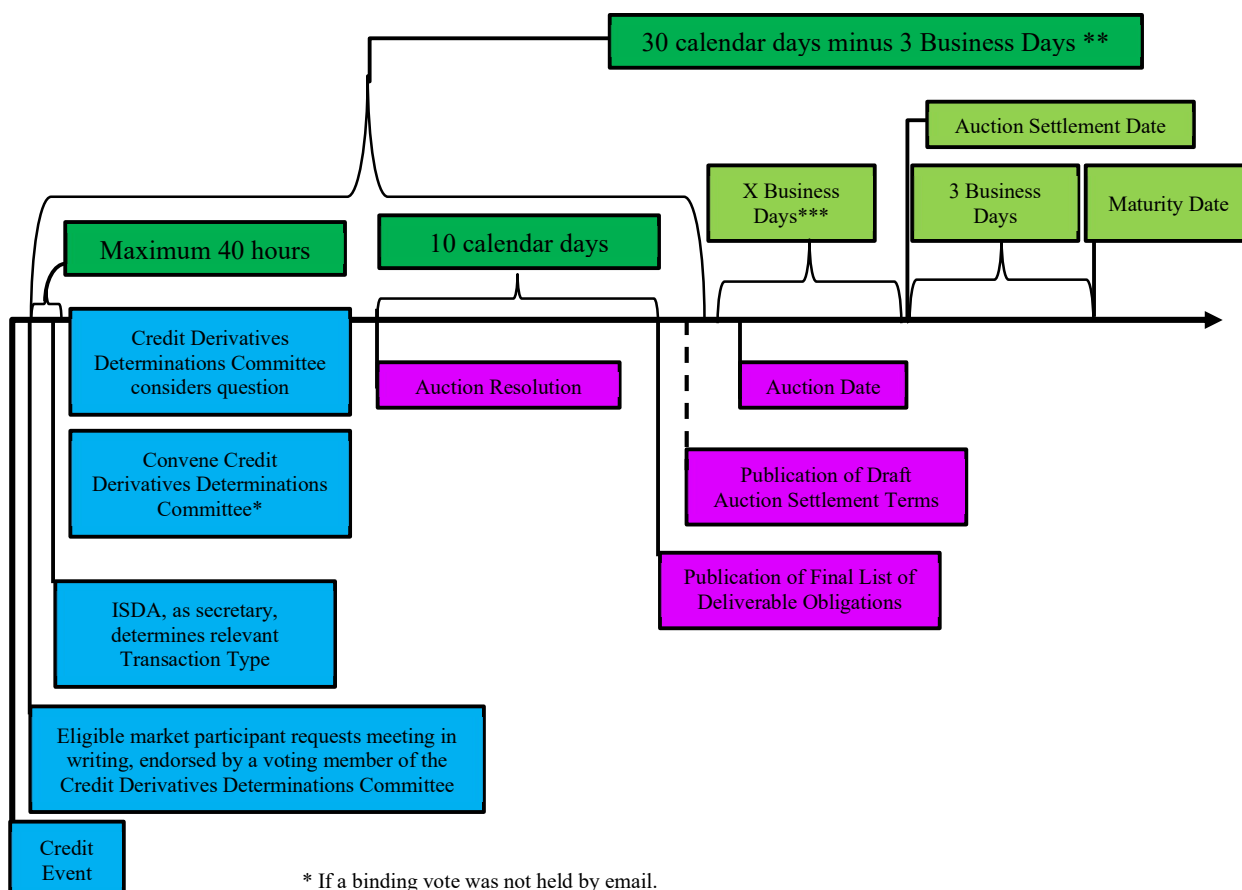 30 calendar days minus 3 Business Days **
Auction Settlement Date
X Business
Days***
3 Business
Days
Maturity Date
Maximum 40 hours
10 calendar days
Credit Derivatives
Determinations Committee
considers question
Auction Resolution
Auction Date
Convene Credit
Derivatives Determinations
Committee*
Publication of Draft
Auction Settlement Terms
Publication of Final List of
Deliverable Obligations
ISDA, as secretary,
determines relevant
Transaction Type
Eligible market participant requests meeting in
writing, endorsed by a voting member of the
Credit Derivatives Determinations Committee
Credit
Event
* If a binding vote was not held by email.